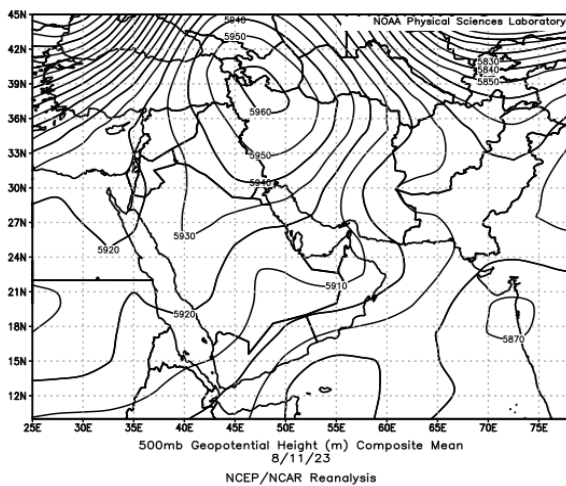 NOAA Physical Sciences Laboratory
45N
5940
5950
5830
5840
5850
42N
39N
5960
36N
33N
5950
30N
5940
27N
5930
5920
24N
5910
21N
5920
18N
5870
15N
12N
25E 30E 35E 40E 45E 50E 55E 60E 65E 70E 75E
500mb Geopotential Height (m) Composite Mean
8/11/23
NCEP/NCAR Reanalysis